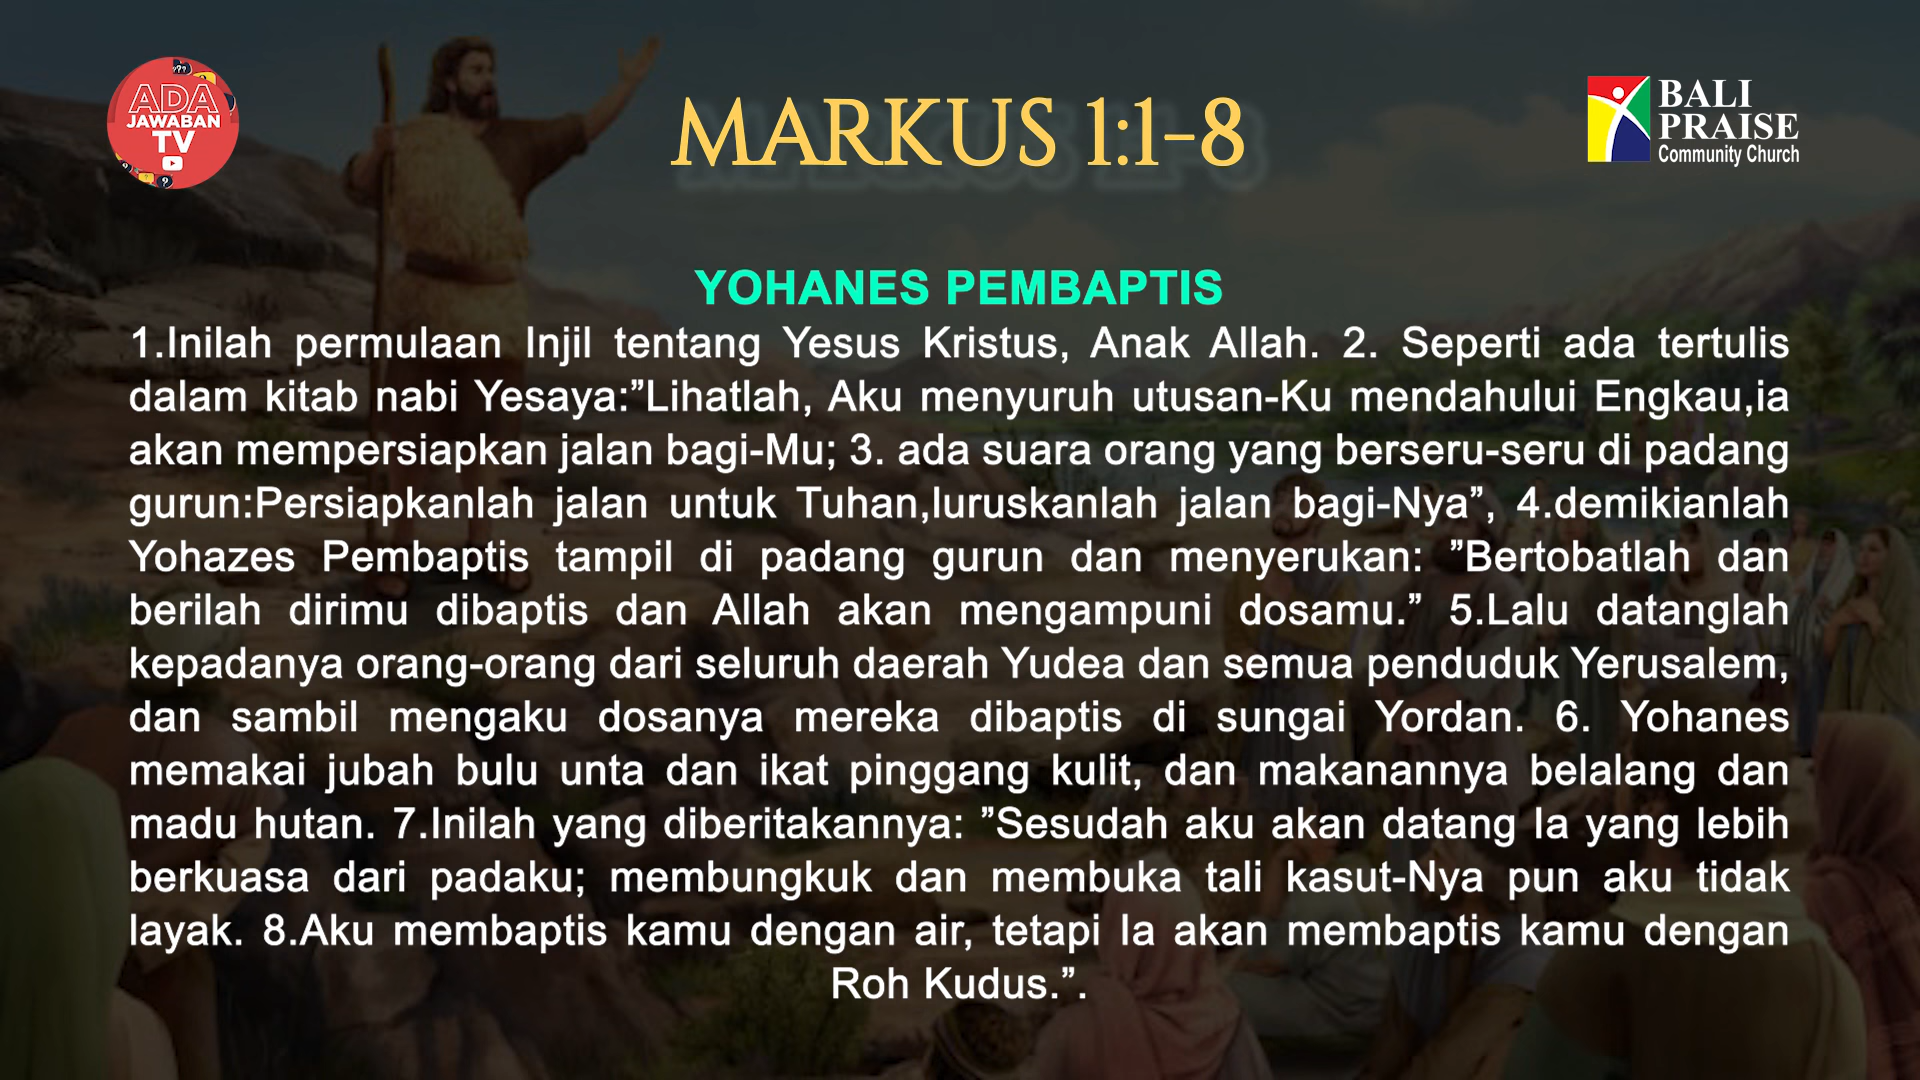 ADA
JAWABAN
TV
MARKUS 1:1-8
BALI
PRAISE
Community Church
YOHANES PEMBAPTIS
1.Inilah permulaan Injil tentang Yesus Kristus, Anak Allah. 2. Seperti ada tertulis
dalam kitab nabi Yesaya:”Lihatlah, Aku menyuruh utusan-Ku mendahului Engkau,ia
akan mempersiapkan jalan bagi-Mu; 3. ada suara orang yang berseru-seru di padang
gurun:Persiapkanlah jalan untuk Tuhan,luruskanlah jalan bagi-Nya”, 4.demikianlah
Yohazes Pembaptis tampil di padang gurun dan menyerukan: ”Bertobatlah dan
berilah dirimu dibaptis dan Allah akan mengampuni dosamu.” 5.Lalu datanglah
kepadanya orang-orang dari seluruh daerah Yudea dan semua penduduk Yerusalem,
dan sambil mengaku dosanya mereka dibaptis di sungai Yordan. 6. Yohanes
memakai jubah bulu unta dan ikat pinggang kulit, dan makanannya belalang dan
madu hutan. 7.Inilah yang diberitakannya: ”Sesudah aku akan datang Ia yang lebih
berkuasa dari padaku; membungkuk dan membuka tali kasut-Nya pun aku tidak
layak. 8.Aku membaptis kamu dengan air, tetapi Ia akan membaptis kamu dengan
Roh Kudus.”.